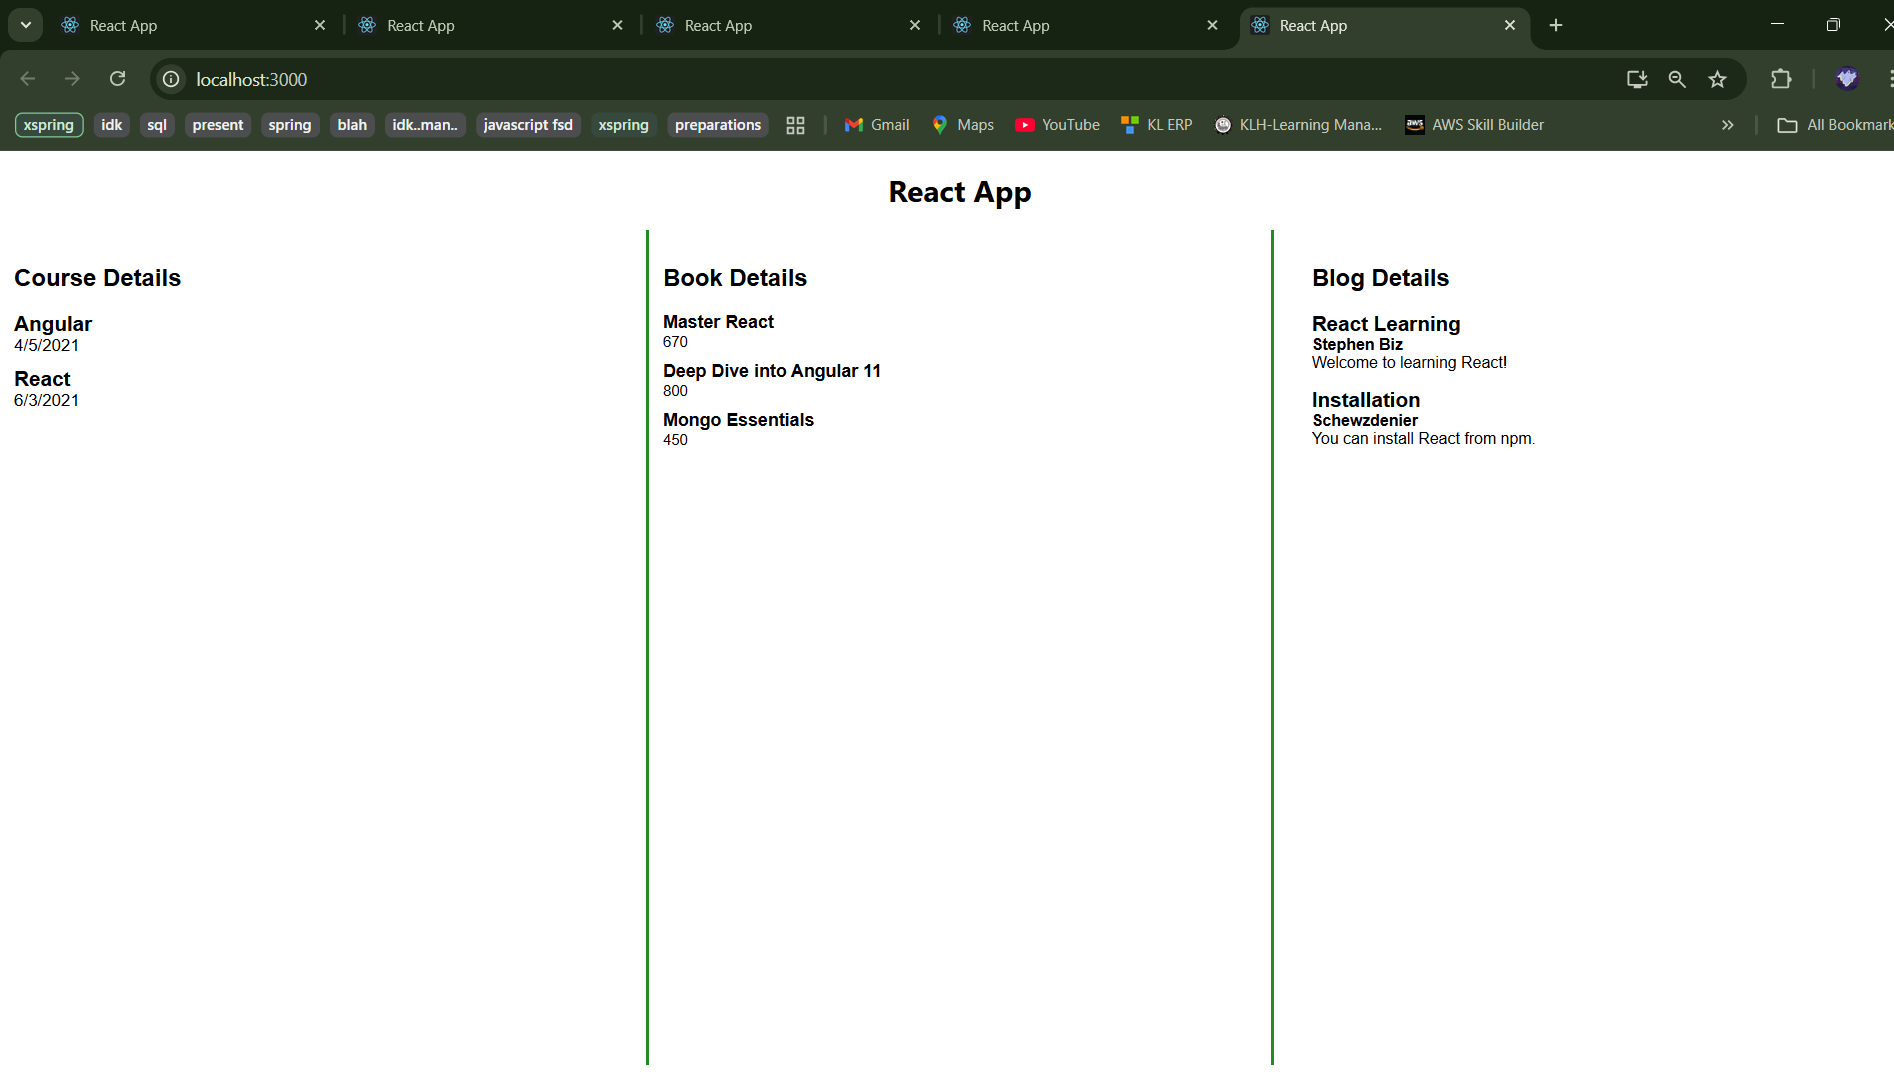 React App
React App
React App
React App
React App
localhost:3000
xspring idk sql present spring blah idk..man.. javascript fsd xspring preparations Gmail Maps YouTube KL ERP KLH-Learning Mana... AWS Skill Builder » All Bookmark
React App
Course Details
Angular
4/5/2021
React
6/3/2021
Book Details
Master React
670
Deep Dive into Angular 11
800
Mongo Essentials
450
Blog Details
React Learning
Stephen Biz
Welcome to learning React!
Installation
Schewzdenier
You can install React from npm.